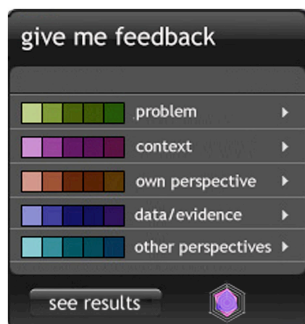 give me feedback
problem
context
own perspective
data/evidence
other perspectives
see results